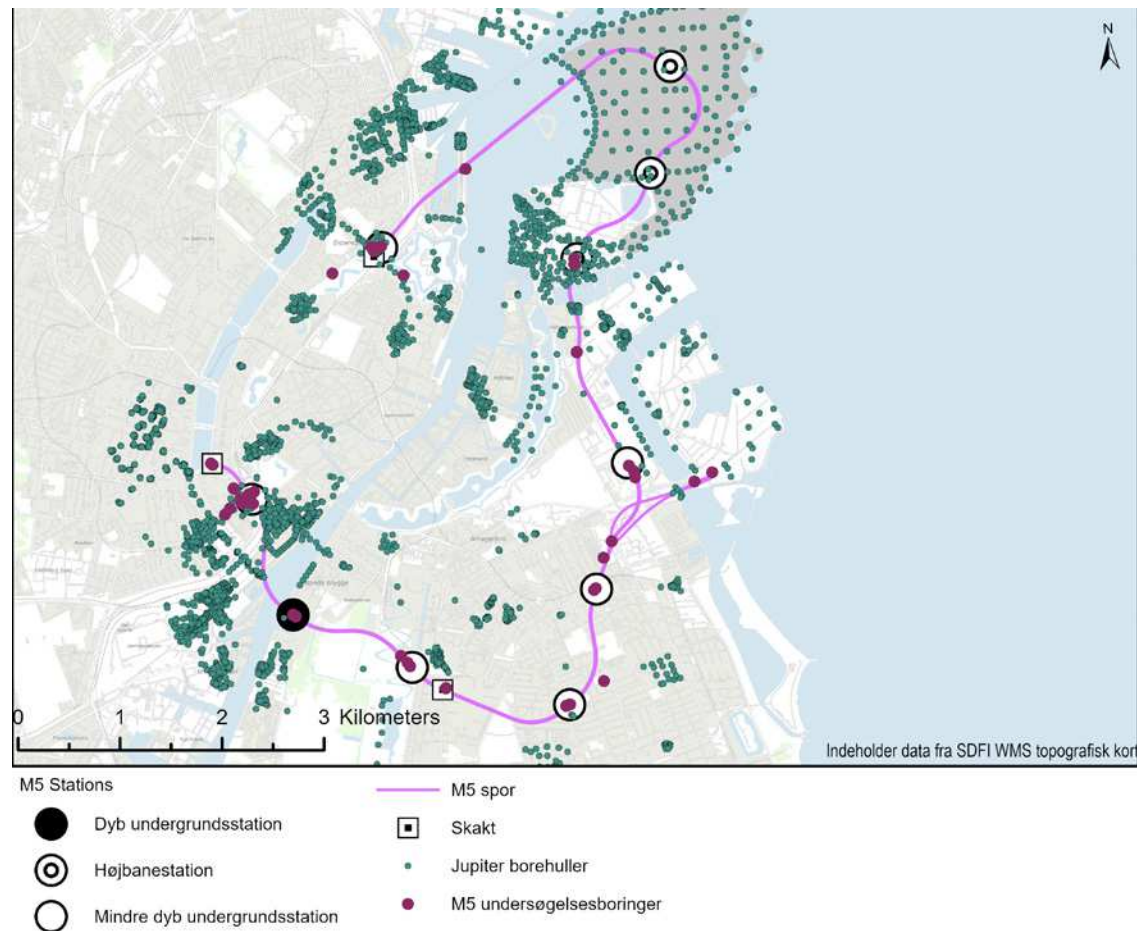 N
0 1 2 3 Kilometers
Indeholder data fra SDFI WMS topografisk kort
M5 Stations
Dyb undergrundsstation
Højbanestation
Mindre dyb undergrundsstation
M5 spor
Skakt
Jupiter borehuller
M5 undersøgelsesboringer